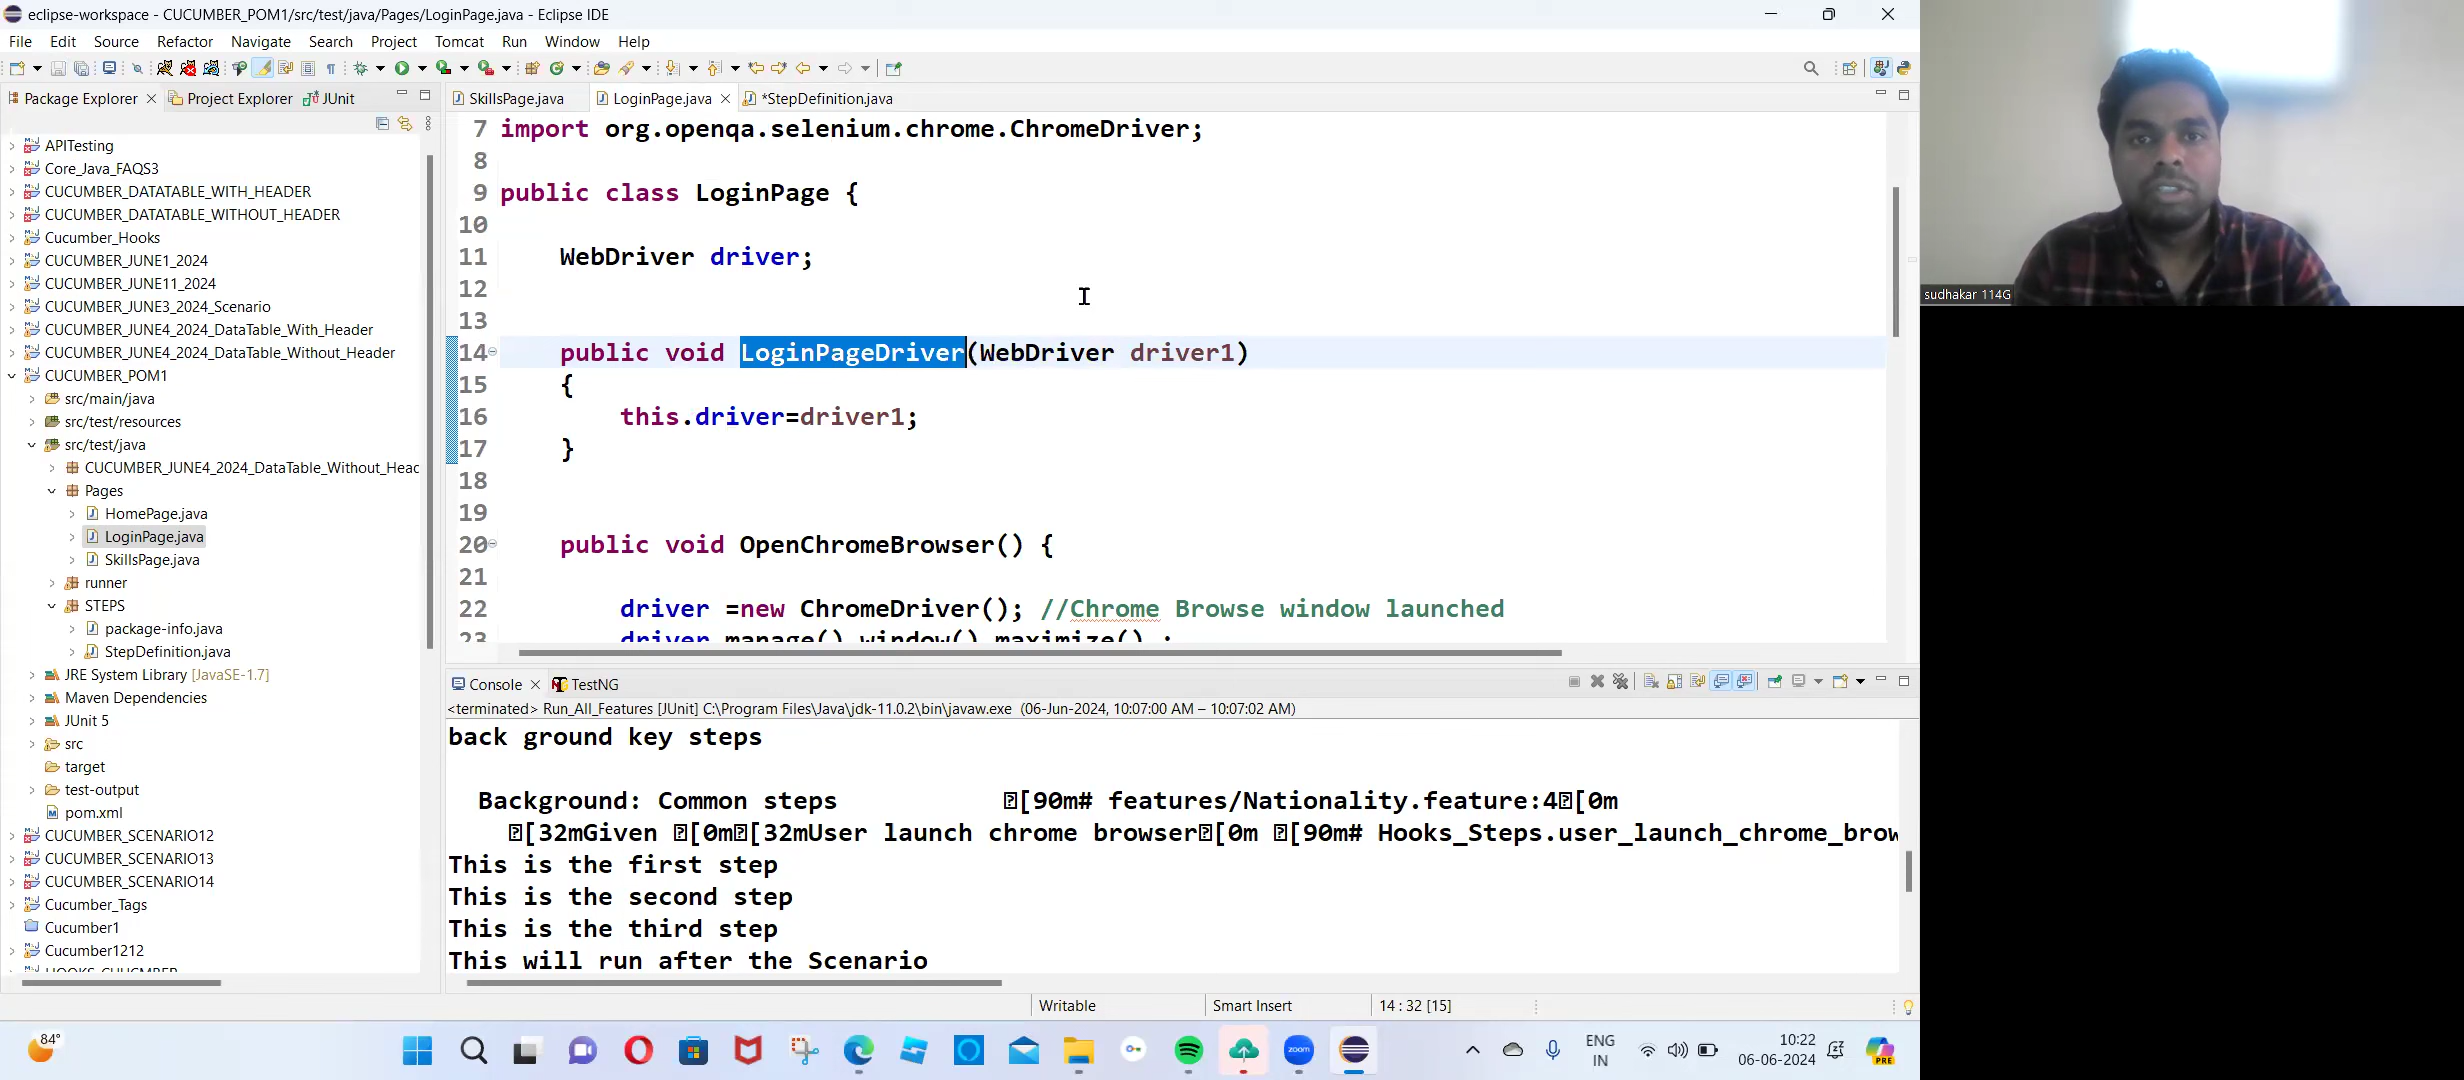 eclipse-workspace - CUCUMBER_POM1/src/test/java/Pages/LoginPage.java - Eclipse IDE
File Edit Source Refactor Navigate Search Project Tomcat Run Window Help
Package Explorer Project Explorer JUnit
SkillsPage.java LoginPage.java *StepDefinition.java
APITesting
Core_Java_FAQS3
CUCUMBER_DATATABLE_WITH_HEADER
CUCUMBER_DATATABLE_WITHOUT_HEADER
Cucumber_Hooks
CUCUMBER_JUNE1_2024
CUCUMBER_JUNE11_2024
CUCUMBER_JUNE3_2024_Scenario
CUCUMBER_JUNE4_2024_DataTable_With_Header
CUCUMBER_JUNE4_2024_DataTable_Without_Header
CUCUMBER_POM1
src/main/java
src/test/resources
src/test/java
CUCUMBER_JUNE4_2024_DataTable_Without_Heac
Pages
HomePage.java
LoginPage.java
SkillsPage.java
runner
STEPS
package-info.java
StepDefinition.java
JRE System Library [JavaSE-1.7]
Maven Dependencies
JUnit 5
src
target
test-output
pom.xml
CUCUMBER_SCENARIO12
CUCUMBER_SCENARIO13
CUCUMBER_SCENARIO14
Cucumber_Tags
Cucumber1
Cucumber1212
7 import org.openqa.selenium.chrome.ChromeDriver;
8
9 public class LoginPage {
10
11 WebDriver driver;
12
13
14 public void LoginPageDriver(WebDriver driver1)
15 {
16 this.driver=driver1;
17 }
18
19
20 public void OpenChromeBrowser() {
21
22 driver =new ChromeDriver(); //Chrome Browse window launched
23 driver.manage().window().maximize() ;
Console TestNG
<terminated> Run_All_Features [JUnit] C:\Program Files\Java\jdk-11.0.2\bin\javaw.exe (06-Jun-2024, 10:07:00 AM – 10:07:02 AM)
back ground key steps
Background: Common steps [90m# features/Nationality.feature:4[0m
[32mGiven [0m[32mUser launch chrome browser[0m [90m# Hooks_Steps.user_launch_chrome_brow
This is the first step
This is the second step
This is the third step
This will run after the Scenario
Writable Smart Insert 14 : 32 [15]
84°
zoom
ENG
IN
10:22
06-06-2024
PRE
sudhakar 114G